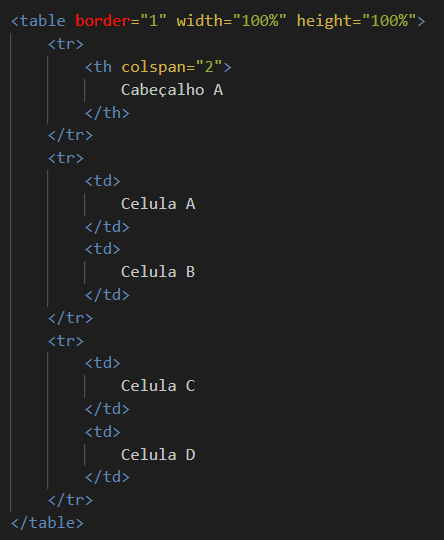 <table border="1" width="100%" height="100%">
    <tr>
        <th colspan="2">
            Cabeçalho A
        </th>
    </tr>
    <tr>
        <td>
            Celula A
        </td>
        <td>
            Celula B
        </td>
    </tr>
    <tr>
        <td>
            Celula C
        </td>
        <td>
            Celula D
        </td>
    </tr>
</table>